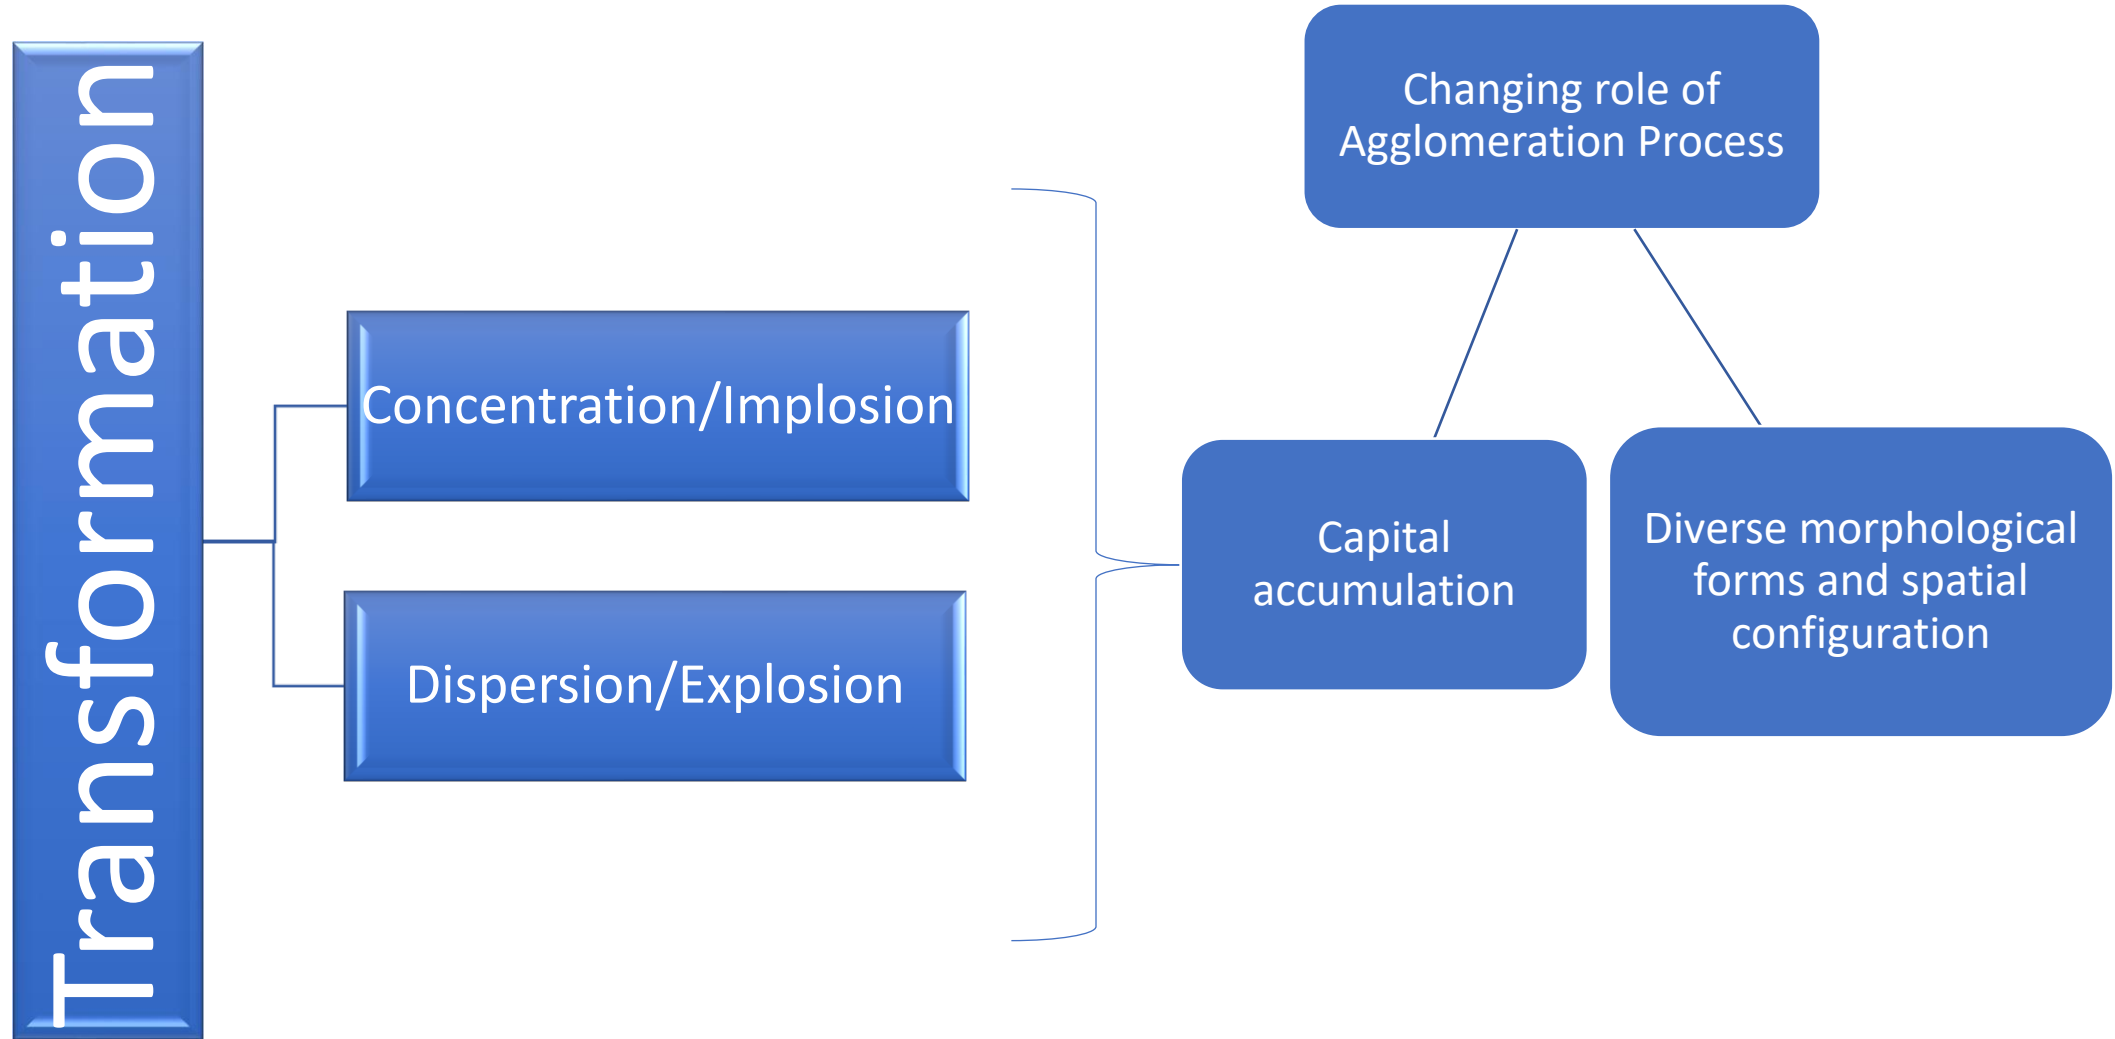 Transformation
Concentration/Implosion
Dispersion/Explosion
Changing role of
Agglomeration Process
Capital
accumulation
Diverse morphological
forms and spatial
configuration